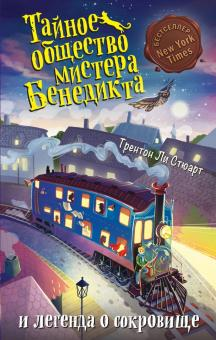 Тайное
общество
мистера
Бенедикта
БЕСТСЕЛЛЕР
New York
Times
Трентон Ли Стюарт
и легенда о сокровище